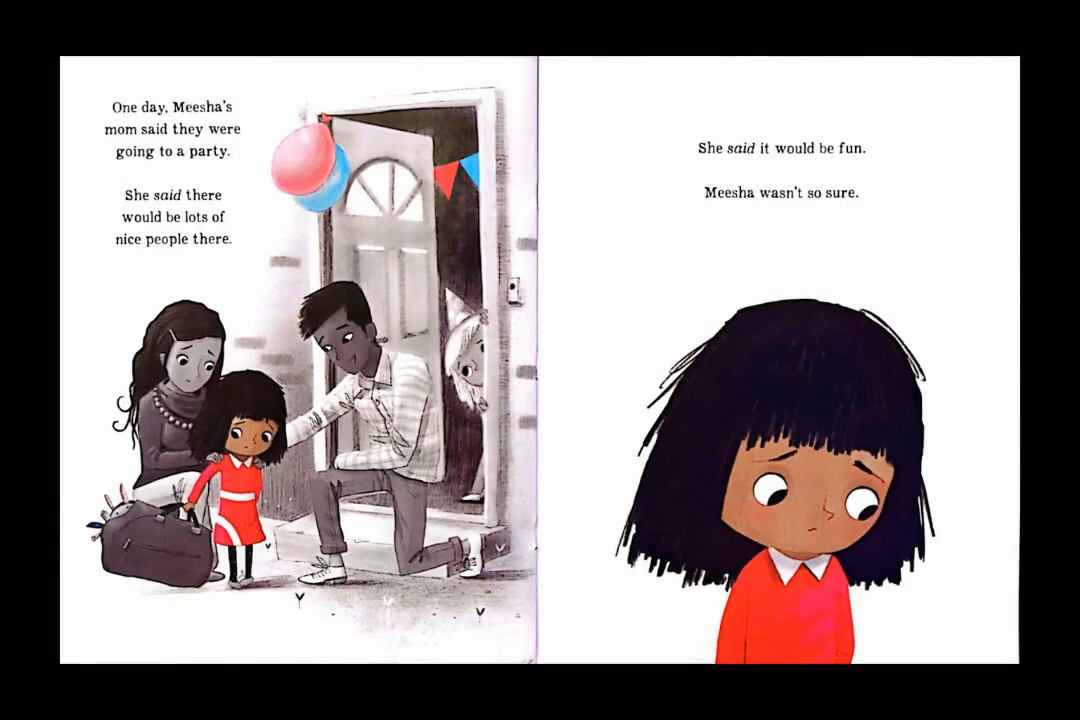 One day, Meesha's
mom said they were
going to a party.
She said there
would be lots of
nice people there.
She said it would be fun.
Meesha wasn't so sure.